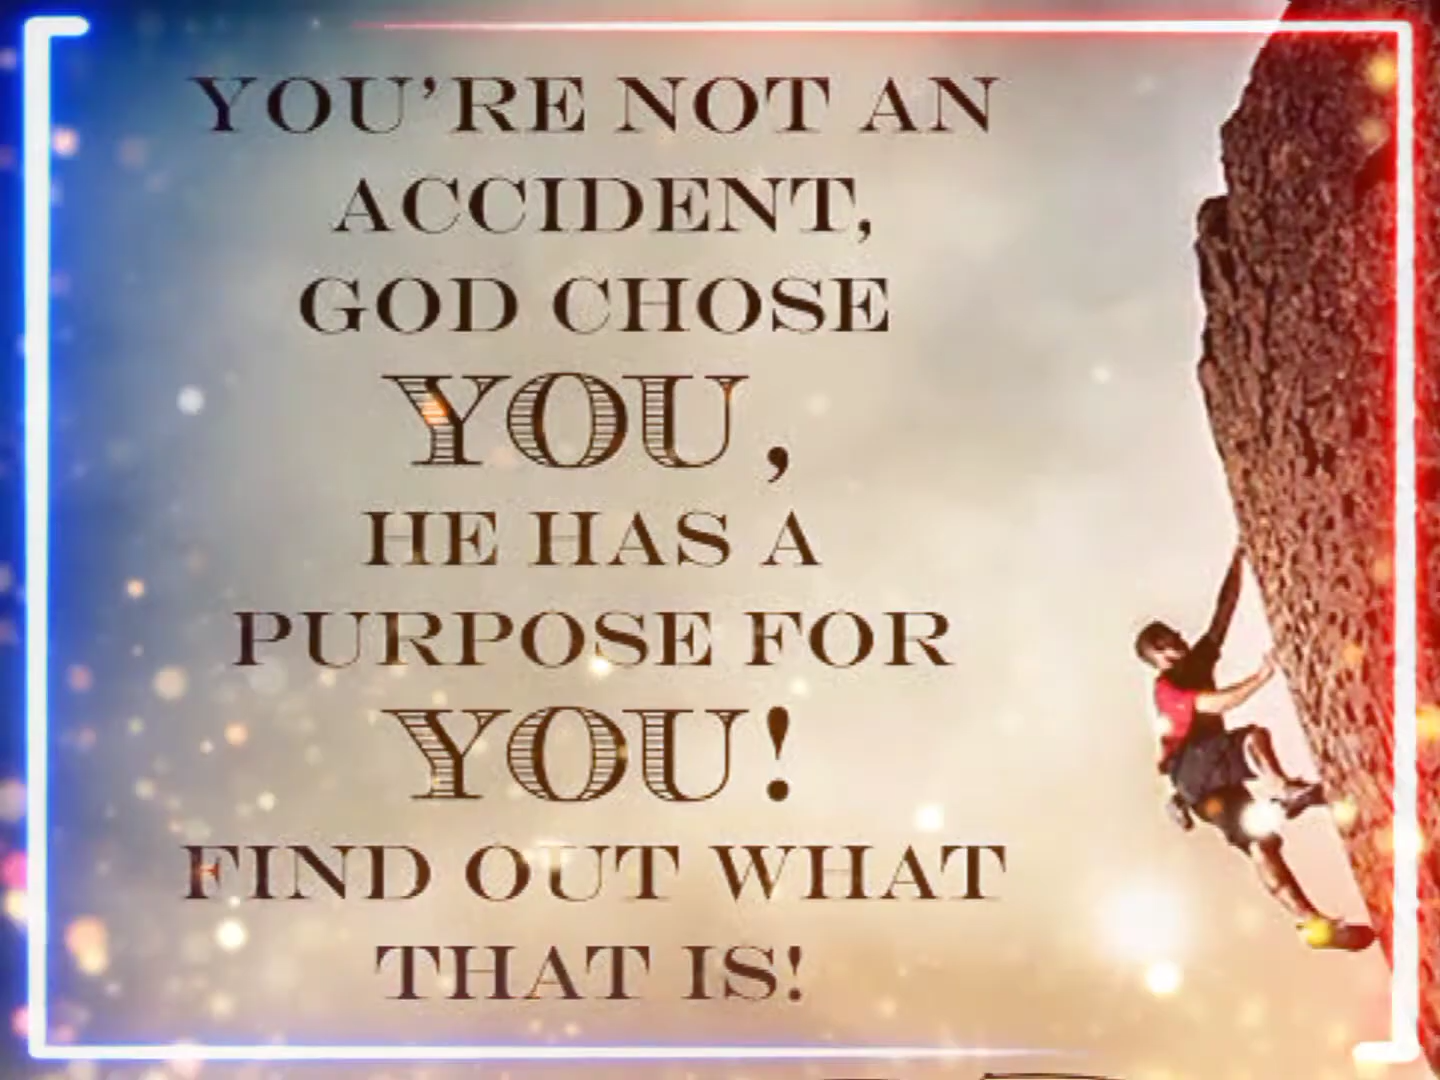 YOU'RE NOT AN
ACCIDENT,
GOD CHOSE
YOU,
HE HAS A
PURPOSE FOR
YOU!
FIND OUT WHAT
THAT IS!